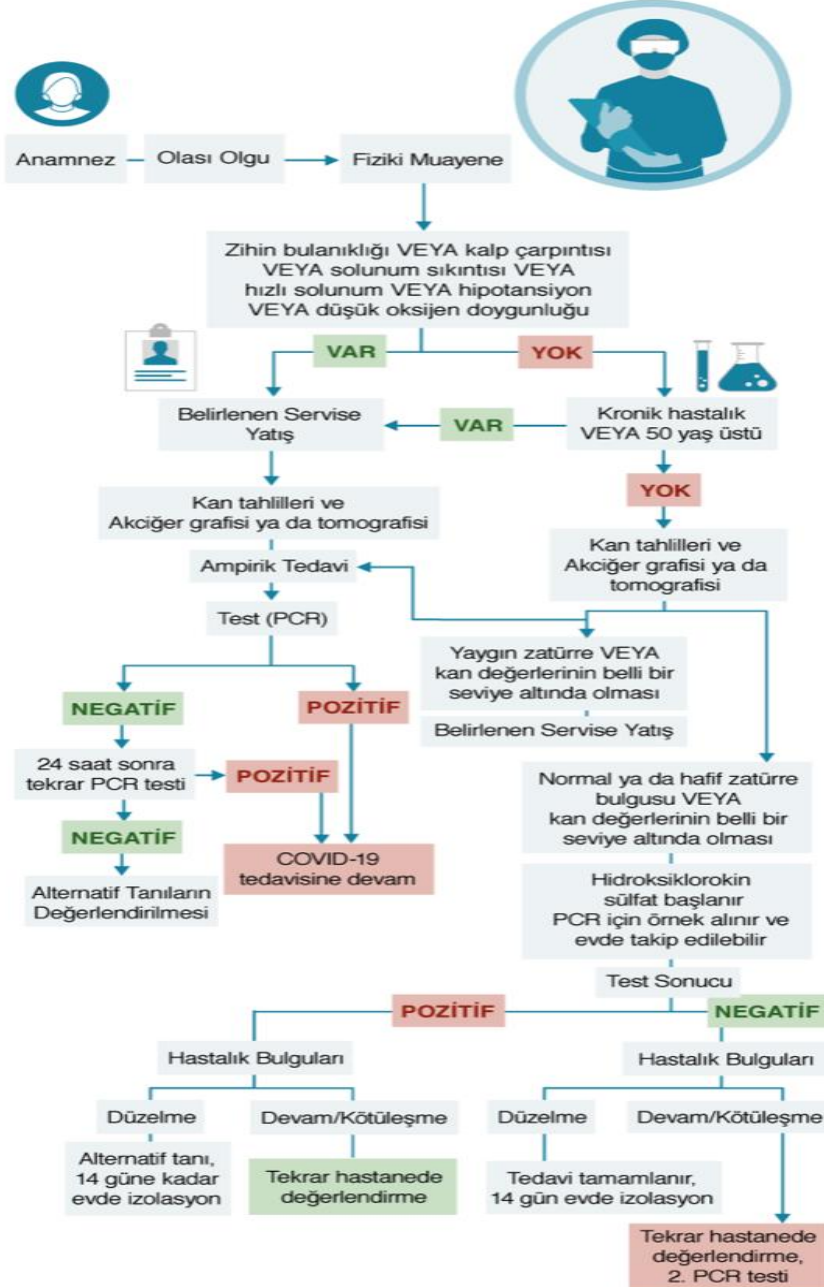 Anamnez
Olası Olgu
Fiziki Muayene
Zihin bulanıklığı VEYA kalp çarpıntısı
VEYA solunum sıkıntısı VEYA
hızlı solunum VEYA hipotansiyon
VEYA düşük oksijen doygunluğu
VAR
YOK
Belirlenen Servise
Yatış
VAR
Kronik hastalık
VEYA 50 yaş üstü
YOK
Kan tahlilleri ve
Akciğer grafisi ya da tomografisi
Kan tahlilleri ve
Akciğer grafisi ya da
tomografisi
Ampirik Tedavi
Test (PCR)
Yaygın zatürre VEYA
kan değerlerinin belli bir
seviye altında olması
Belirlenen Servise Yatış
NEGATİF
POZİTİF
24 saat sonra
tekrar PCR testi
POZİTİF
NEGATİF
COVID-19
tedavisine devam
Alternatif Tanıların
Değerlendirilmesi
Normal ya da hafif zatürre
bulgusu VEYA
kan değerlerinin belli bir
seviye altında olması
Hidroksiklorokin
sülfat başlanır
PCR için örnek alınır ve
evde takip edilebilir
Test Sonucu
POZİTİF
NEGATİF
Hastalık Bulguları
Hastalık Bulguları
Düzelme
Devam/Kötüleşme
Düzelme
Devam/Kötüleşme
Alternatif tanı,
14 güne kadar
evde izolasyon
Tekrar hastanede
değerlendirme
Tedavi tamamlanır,
14 gün evde izolasyon
Tekrar hastanede
değerlendirme,
2. PCR testi